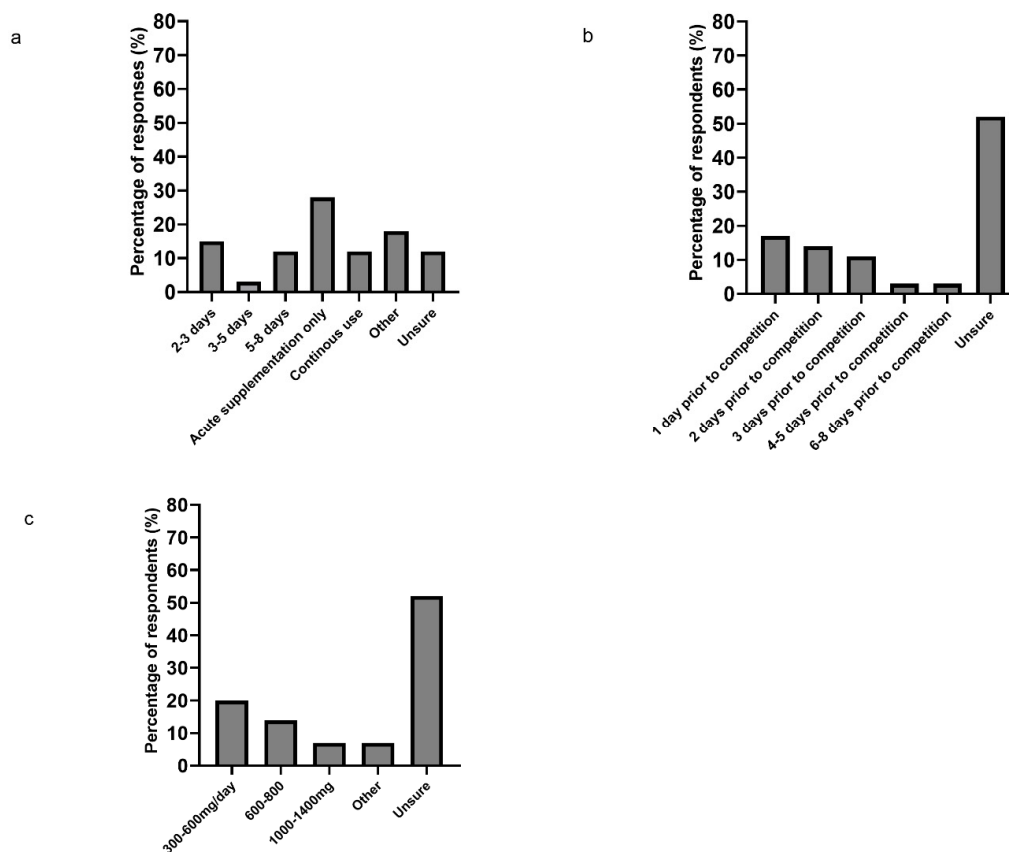 a
Percentage of responses (%)
80
70
60
50
40
30
20
10
0
2-3 days
3-5 days
5-8 days
Acute supplementation only
Continous use
Other
Unsure
b
Percentage of respondents (%)
80
70
60
50
40
30
20
10
0
1 day prior to competition
2 days prior to competition
3 days prior to competition
4-5 days prior to competition
6-8 days prior to competition
Unsure
c
Percentage of respondents (%)
80
70
60
50
40
30
20
10
0
300-600mg/day
600-800
1000-1400mg
Other
Unsure